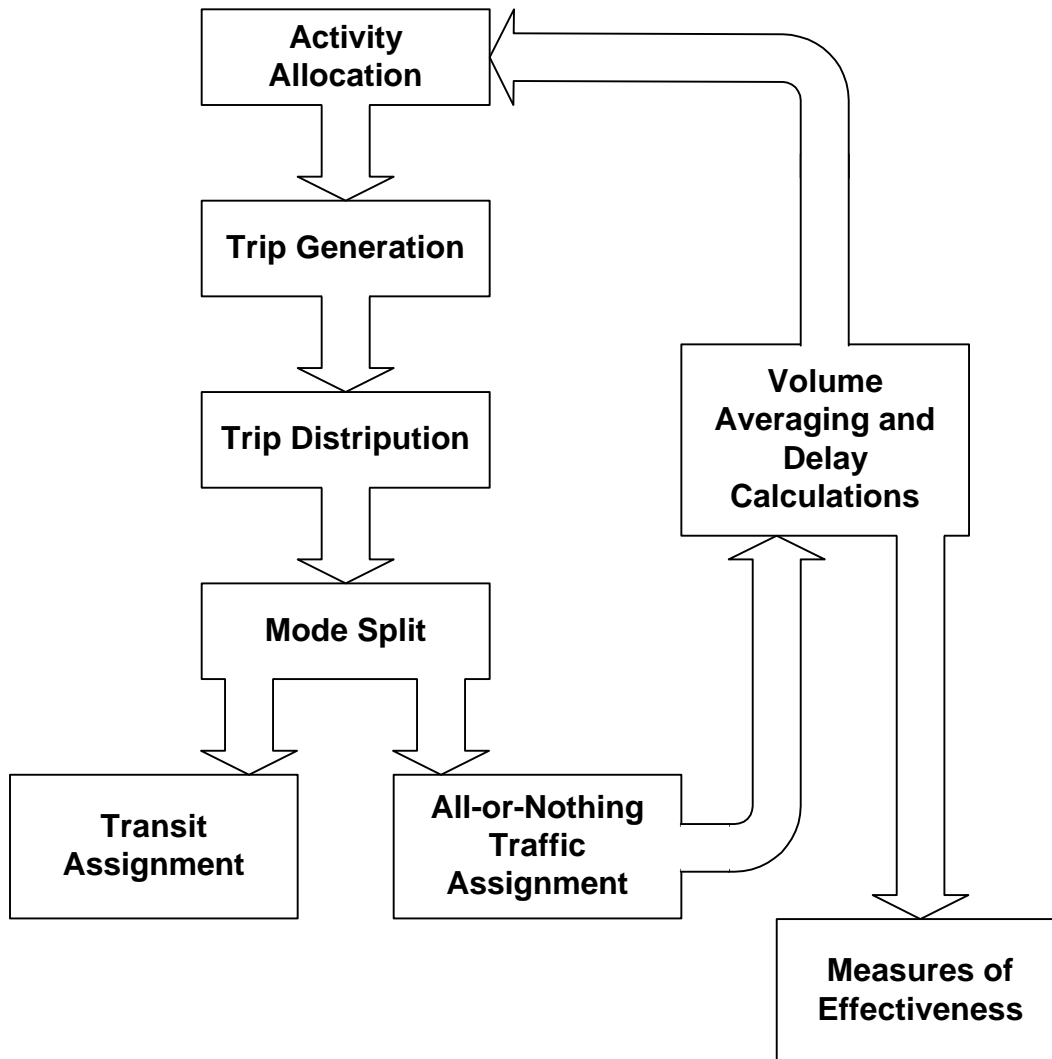 Activity
Allocation
Trip Generation
Trip Distripution
Mode Split
Transit
Assignment
All-or-Nothing
Traffic
Assignment
Volume
Averaging and
Delay
Calculations
Measures of
Effectiveness